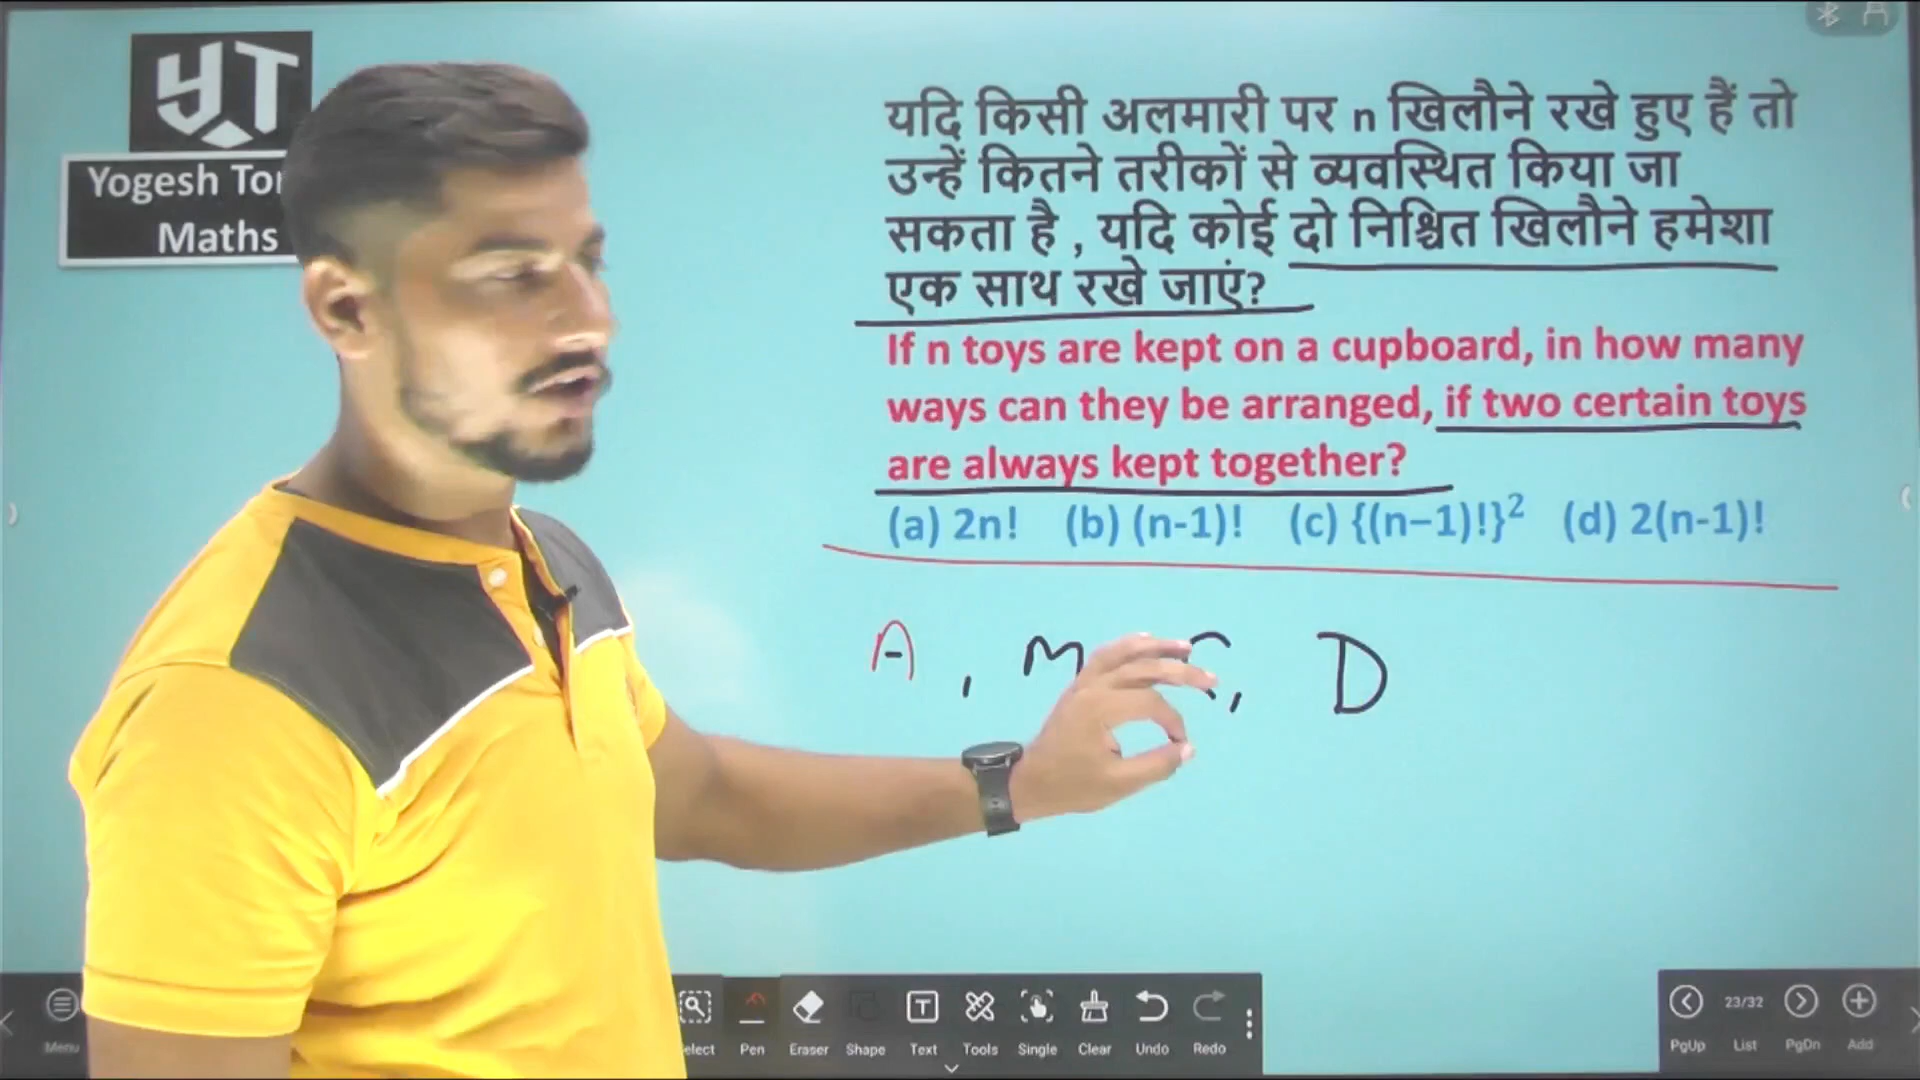 YT
Yogesh
Maths
यदि किसी अलमारी पर n खिलौने रखे हुए हैं तो
उन्हें कितने तरीकों से व्यवस्थित किया जा
सकता है , यदि कोई दो निश्चित खिलौने हमेशा
एक साथ रखे जाएं?
If n toys are kept on a cupboard, in how many
ways can they be arranged, if two certain toys
are always kept together?
(a) 2n! (b) (n-1)! (c) {(n−1)!}² (d) 2(n-1)!
A , M , D
Menu Pen Eraser Shape Text Tools Single Clear Undo Redo
23/32
PgUp List PgDn Add